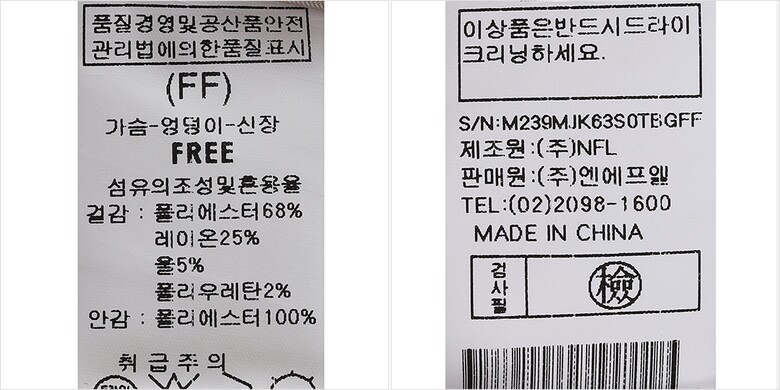 품질경영및공산품안전
관리법에의한품질표시
(FF)
가슴-엉덩이-신장
FREE
섬유의조성및혼용율
겉감 : 폴리에스터68%
레이온25%
울5%
폴리우레탄2%
안감 : 폴리에스터100%
취급주의
이상품은반드시드라이
크리닝하세요.
S/N:M239MJK63S0TBGFF
제조원:(주)NFL
판매원:(주)엔에프엘
TEL:(02)2098-1600
MADE IN CHINA
검사필
檢